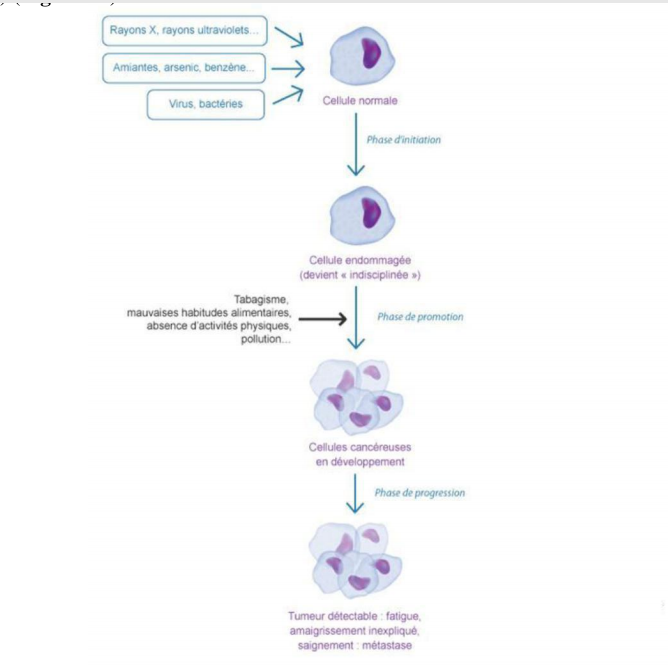 Rayons X, rayons ultraviolets...
Amiantes, arsenic, benzène...
Virus, bactéries
Cellule normale
Phase d'initiation
Cellule endommagée
(devient « indisciplinée »)
Tabagisme,
mauvaises habitudes alimentaires,
absence d'activités physiques,
pollution...
Phase de promotion
Cellules cancéreuses
en développement
Phase de progression
Tumeur détectable : fatigue,
amaigrissement inexpliqué,
saignement : métastase